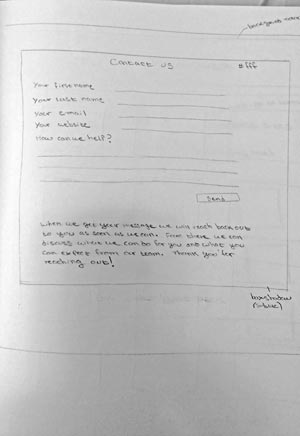 background
Contact us
#fff
Your first name
Your last name
Your email
Your website
How can we help?
Send
When we get your message we will reach back out
to you as soon as we can. From there we can
discuss what we can do for you and what you
can expect from our team. Thank you for
reaching out!
box shadow